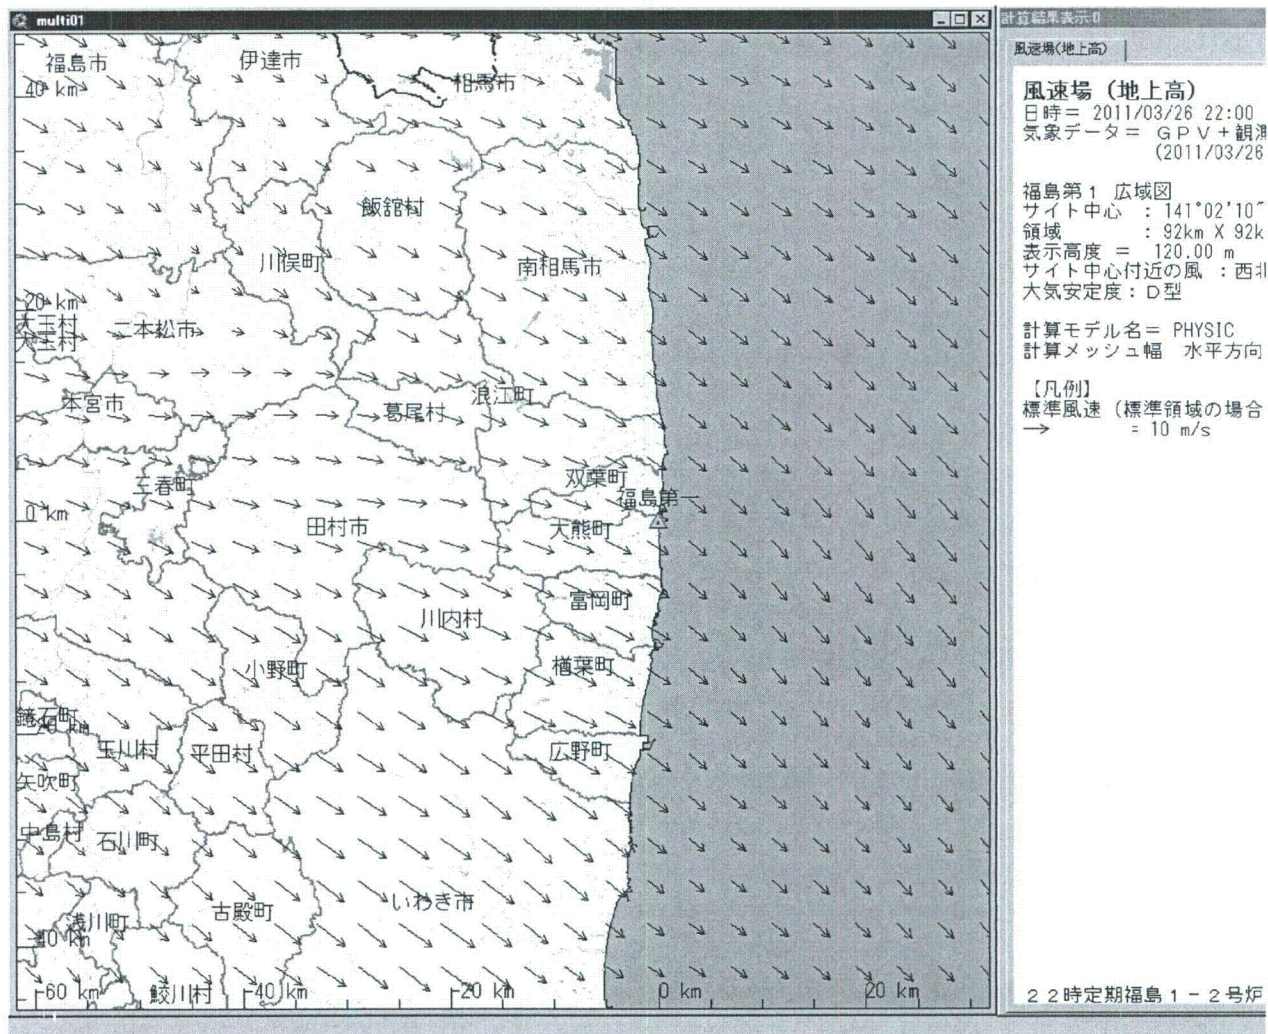 multi01
計算結果表示:0
風速場(地上高)
福島市
伊達市
相馬市
40 km
飯舘村
川俣町
南相馬市
20 km
大玉村
大玉村
二本松市
本宮市
浪江町
葛尾村
三春町
双葉町
福島第一
0 km
田村市
大熊町
川内村
富岡町
小野町
楢葉町
鏡石町
玉川村
平田村
広野町
矢吹町
中島村
石川町
いわき市
古殿町
浅川町
-40 km
鮫川村
-60 km
-40 km
-20 km
0 km
20 km
風速場(地上高)
日時= 2011/03/26 22:00
気象データ= GPV+観測
(2011/03/26
福島第1 広域図
サイト中心 : 141°02'10"
領域 : 92km X 92k
表示高度 = 120.00 m
サイト中心付近の風 :西北
大気安定度:D型
計算モデル名= PHYSIC
計算メッシュ幅 水平方向
【凡例】
標準風速(標準領域の場合
→ = 10 m/s
22時定期福島1-2号炉